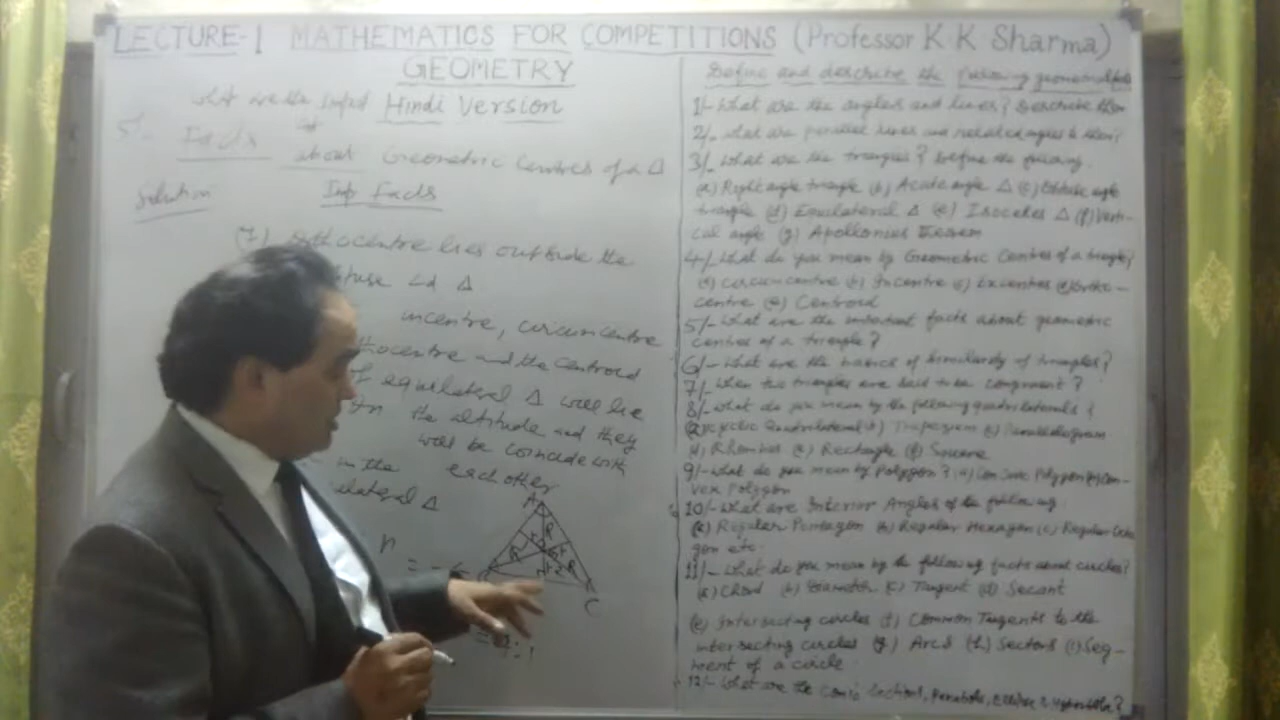 LECTURE-1 MATHEMATICS FOR COMPETITIONS (Professor K K Sharma)
GEOMETRY
What are the Hindi Version
5/-
Facts about Geometric Centres of a Δ
Solution Imp Facts
(7) Orthocentre lies outside the
Δ
incentre, circumcentre
and the centroid
equilateral Δ will lie
the altitude and they
will be coincide with
in the each other
Δ
A
R R
R
C
Define and describe the following
1/- What are the angles and lines? Describe them
2/- What are parallel lines and related angles to them?
3/- What are the triangles? Define the following
(a) Right angle triangle (b) Acute angle Δ (c) Obtuse angle
triangle (d) Equilateral Δ (e) Isoceles Δ (f) Verti-
cal angle (g) Apollonius
4/- What do you mean by Geometric Centres of a triangle?
circumcentre (b) Incentre (c) Excentres (d) Ortho-
centre (e) Centroid
5/- What are the important facts about geometric
centres of a triangle?
6/- What are the of of triangles?
7/- When two triangles are said to be congruent?
8/- What do you mean by the following quadrilaterals?
cyclic Quadrilateral (b) Trapezium (c) Parallelogram
(d) Rhombus (e) Rectangle (f) Square
9/- What do you mean by Polygon? (a) Concave Polygon (b) Con-
vex Polygon
10/- What are Interior Angles of the following
(a) Regular Pentagon (b) Regular Hexagon (c) Regular Octa
gon etc.
11/- What do you mean by the following facts about circles?
(a) Chord (b) Diameter (c) Tangent (d) Secant
(e) Intersecting circles (f) Common Tangents to the
intersecting circles (g) Arcs (h) Sectors (i) Seg-
ment of a circle
12/- What are the conic sections, Parabola, Ellipse & Hyperbola?